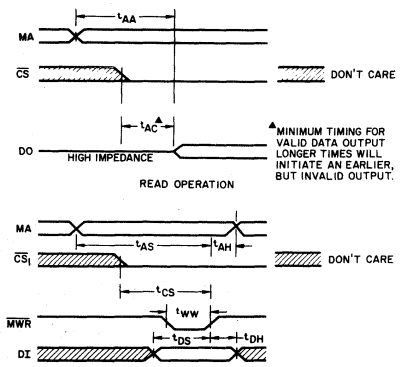 tAA
MA
CS
DON'T CARE
tAC▲
DO
HIGH IMPEDANCE
▲MINIMUM TIMING FOR
VALID DATA OUTPUT
LONGER TIMES WILL
INITIATE AN EARLIER,
BUT INVALID OUTPUT.
READ OPERATION
MA
tAS
tAH
CS1
DON'T CARE
tCS
tWW
MWR
tDS
tDH
DI